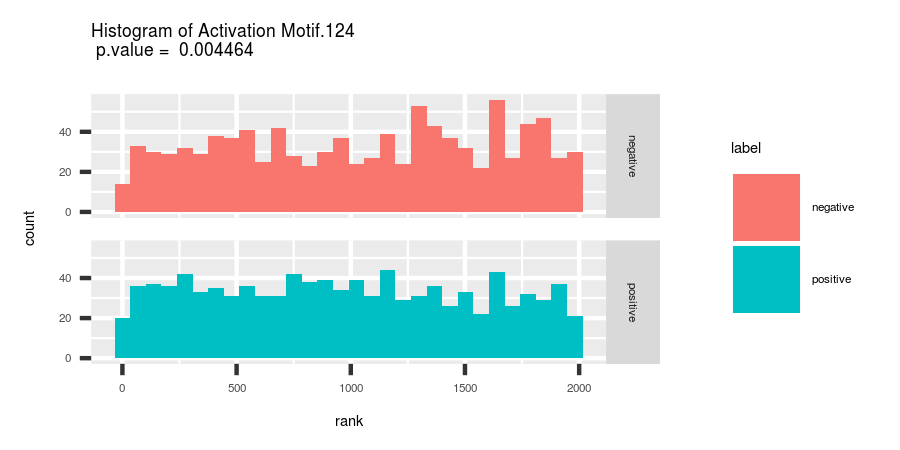 Histogram of Activation Motif.124
p.value = 0.004464
count
40
20
0
negative
40
20
0
positive
0 500 1000 1500 2000
rank
label
negative
positive